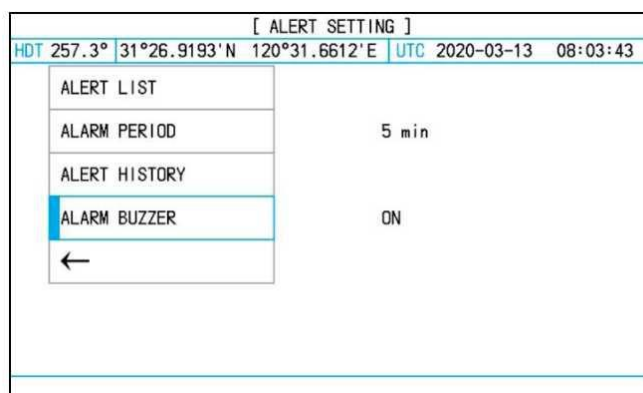 [ ALERT SETTING ]
HDT 257.3° 31°26.9193'N 120°31.6612'E UTC 2020-03-13 08:03:43
ALERT LIST
ALARM PERIOD 5 min
ALERT HISTORY
ALARM BUZZER ON
←